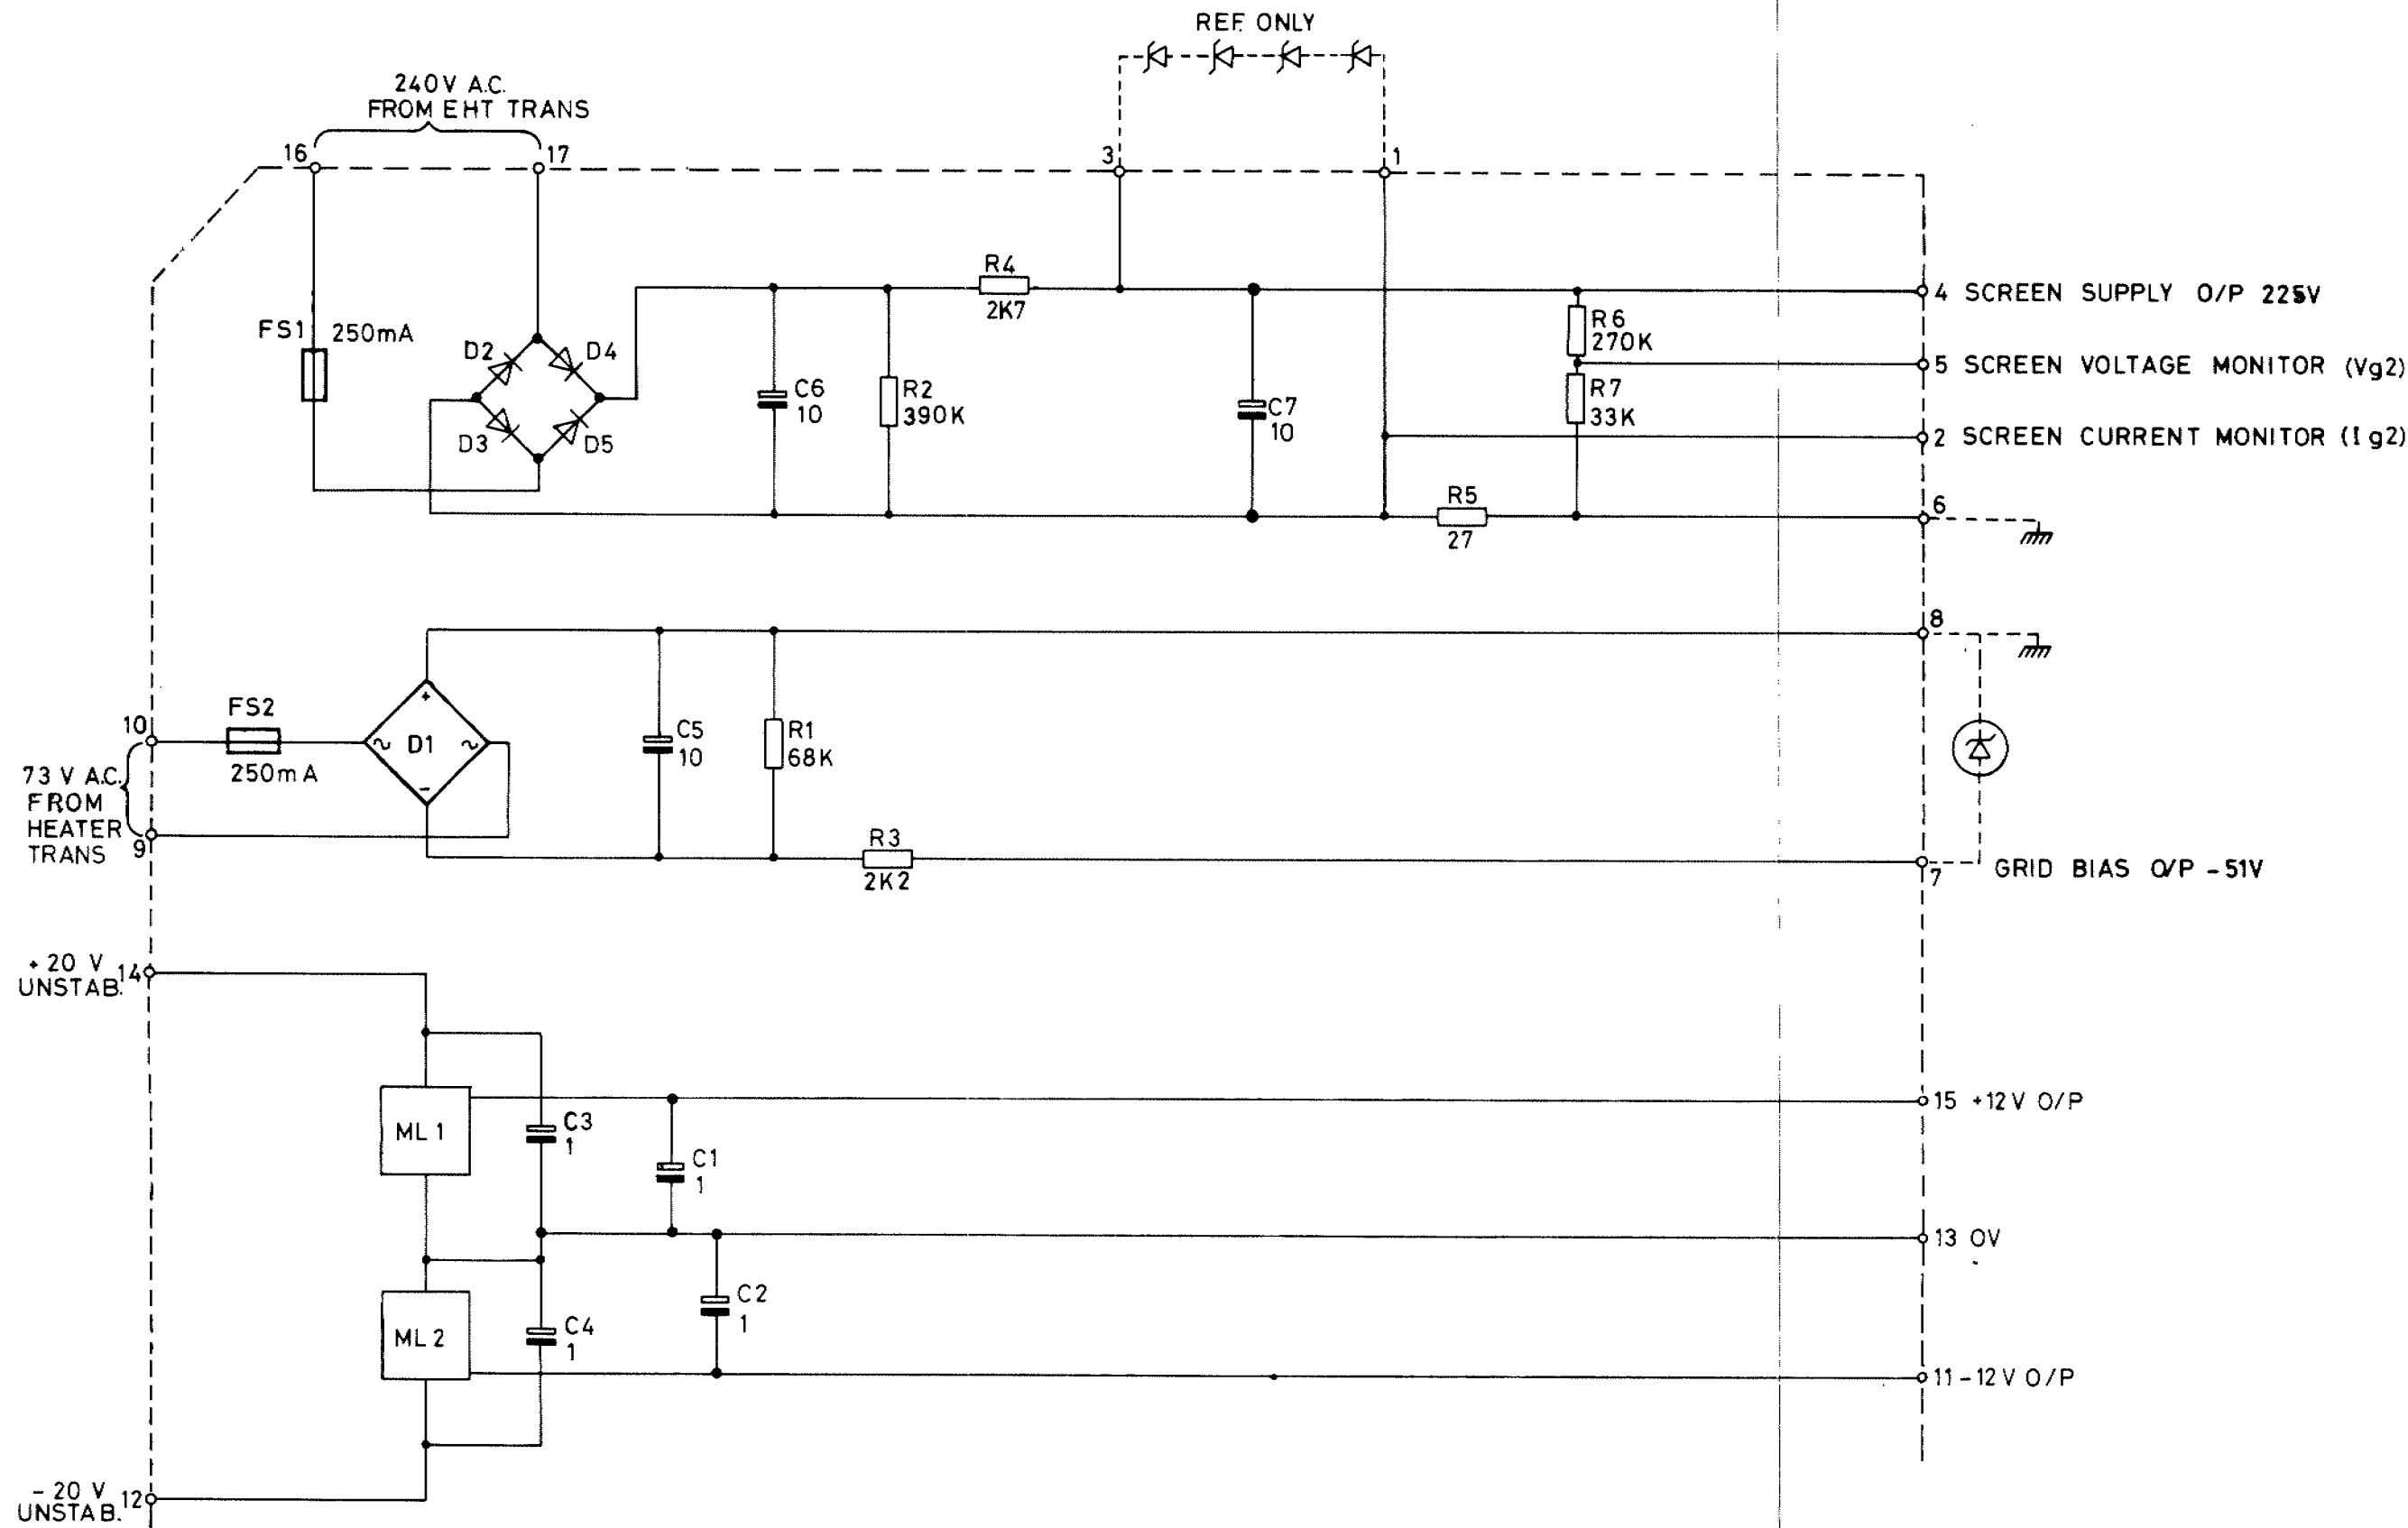 REF. ONLY
240V A.C.
FROM EHT TRANS
16
17
3
1
R4
2K7
4 SCREEN SUPPLY O/P 225V
FS1 250mA
R6
270K
D2
D4
5 SCREEN VOLTAGE MONITOR (Vg2)
C6
10
R2
390K
R7
33K
C7
10
D3
D5
2 SCREEN CURRENT MONITOR (Ig2)
R5
27
6
8
10
FS2
250mA
~ D1 ~
+
-
C5
10
R1
68K
73 V A.C.
FROM
HEATER
TRANS
9
R3
2K2
7
GRID BIAS O/P -51V
+20 V
UNSTAB.
14
15 +12V O/P
ML 1
C3
1
C1
1
13 0V
C2
1
ML 2
C4
1
11 -12V O/P
-20 V
UNSTAB.
12